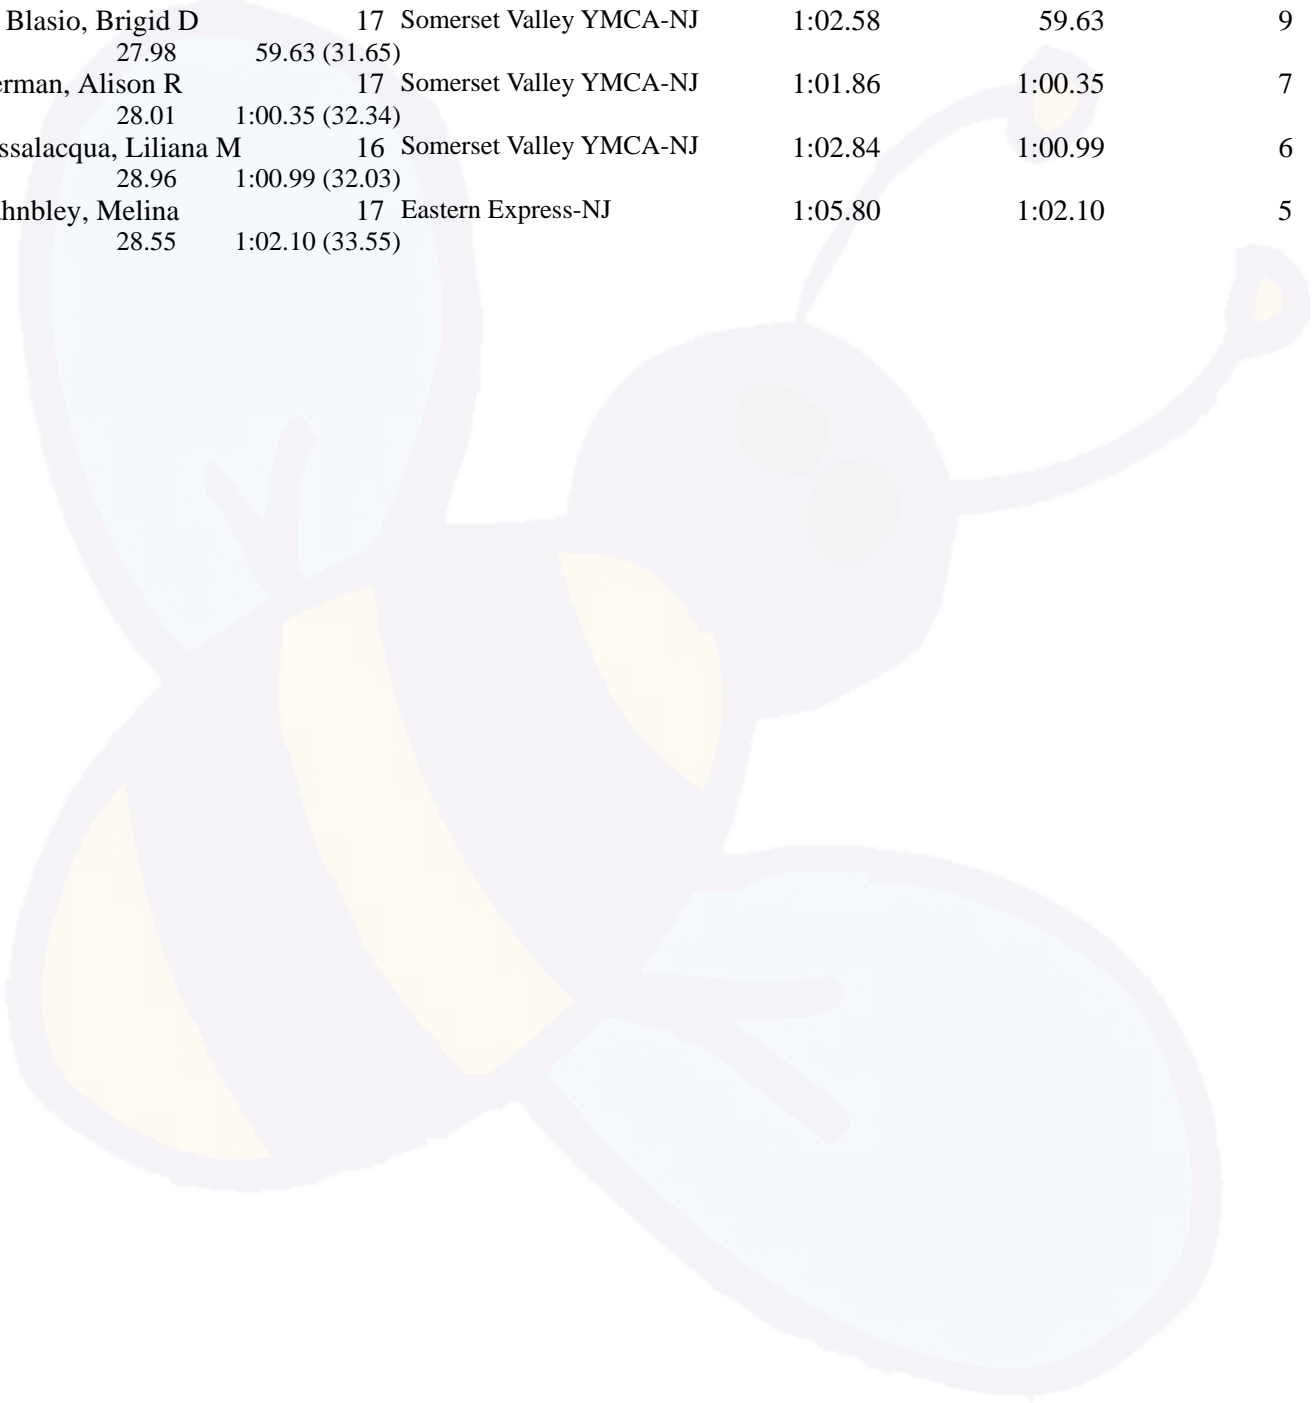 Blasio, Brigid D 17 Somerset Valley YMCA-NJ 1:02.58 59.63 9
27.98 59.63 (31.65)
erman, Alison R 17 Somerset Valley YMCA-NJ 1:01.86 1:00.35 7
28.01 1:00.35 (32.34)
ssalacqua, Liliana M 16 Somerset Valley YMCA-NJ 1:02.84 1:00.99 6
28.96 1:00.99 (32.03)
hnbley, Melina 17 Eastern Express-NJ 1:05.80 1:02.10 5
28.55 1:02.10 (33.55)